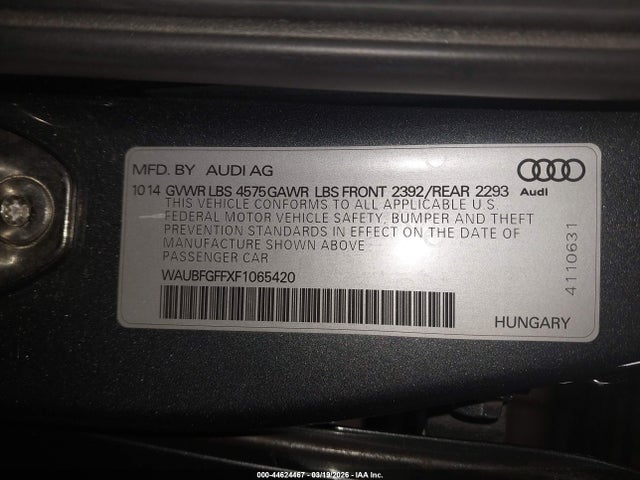 MFD. BY AUDI AG
10 14 GVWR LBS 4575 GAWR LBS FRONT 2392/REAR 2293
THIS VEHICLE CONFORMS TO ALL APPLICABLE U.S.
FEDERAL MOTOR VEHICLE SAFETY, BUMPER AND THEFT
PREVENTION STANDARDS IN EFFECT ON THE DATE OF
MANUFACTURE SHOWN ABOVE
PASSENGER CAR
WAUBFGFFXF1065420
HUNGARY
Audi
4110631
000-44624467 - 03/19/2026 - IAA Inc.